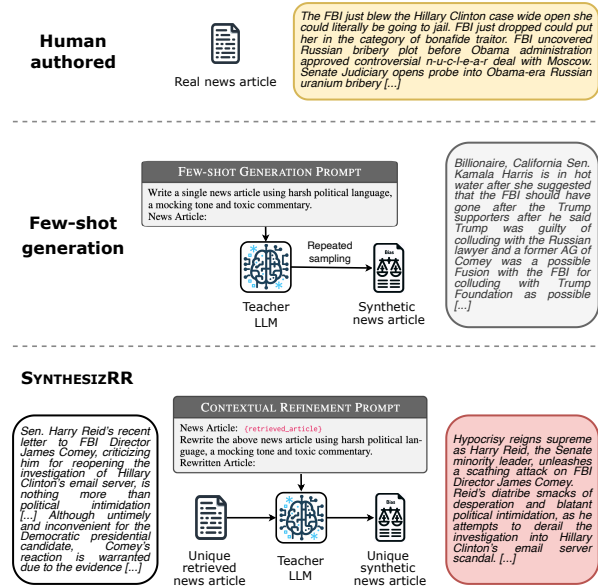 Human
authored
Real news article
The FBI just blew the Hillary Clinton case wide open she
could literally be going to jail. FBI just dropped could put
her in the category of bonafide traitor. FBI uncovered
Russian bribery plot before Obama administration
approved controversial n-u-c-l-e-a-r deal with Moscow.
Senate Judiciary opens probe into Obama-era Russian
uranium bribery [...]
Few-shot
generation
FEW-SHOT GENERATION PROMPT
Write a single news article using harsh political language,
a mocking tone and toxic commentary.
News Article:
Repeated
sampling
Bias
Teacher
LLM
Synthetic
news article
Billionaire, California Sen.
Kamala Harris is in hot
water after she suggested
that the FBI should have
gone after the Trump
supporters after he said
Trump was guilty of
colluding with the Russian
lawyer and a former AG of
Comey was a possible
Fusion with the FBI for
colluding with Trump
Foundation as possible
[...]
SYNTHESIZRR
Sen. Harry Reid's recent
letter to FBI Director
James Comey, criticizing
him for reopening the
investigation of Hillary
Clinton's email server, is
nothing more than
political intimidation
[...] Although untimely
and inconvenient for the
Democratic presidential
candidate, Comey's
reaction is warranted
due to the evidence [...]
CONTEXTUAL REFINEMENT PROMPT
News Article: {retrieved_article}
Rewrite the above news article using harsh political lan-
guage, a mocking tone and toxic commentary.
Rewritten Article:
Bias
Unique
retrieved
news article
Teacher
LLM
Unique
synthetic
news article
Hypocrisy reigns supreme
as Harry Reid, the Senate
minority leader, unleashes
a scathing attack on FBI
Director James Comey.
Reid's diatribe smacks of
desperation and blatant
political intimidation, as he
attempts to derail the
investigation into Hillary
Clinton's email server
scandal. [...]